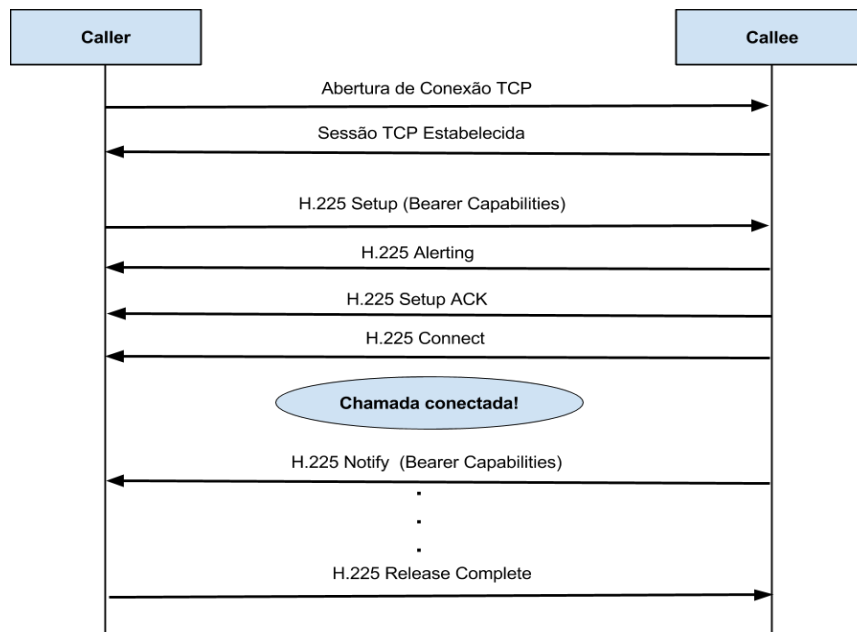 Caller
Callee
Abertura de Conexão TCP
Sessão TCP Estabelecida
H.225 Setup (Bearer Capabilities)
H.225 Alerting
H.225 Setup ACK
H.225 Connect
Chamada conectada!
H.225 Notify (Bearer Capabilities)
H.225 Release Complete